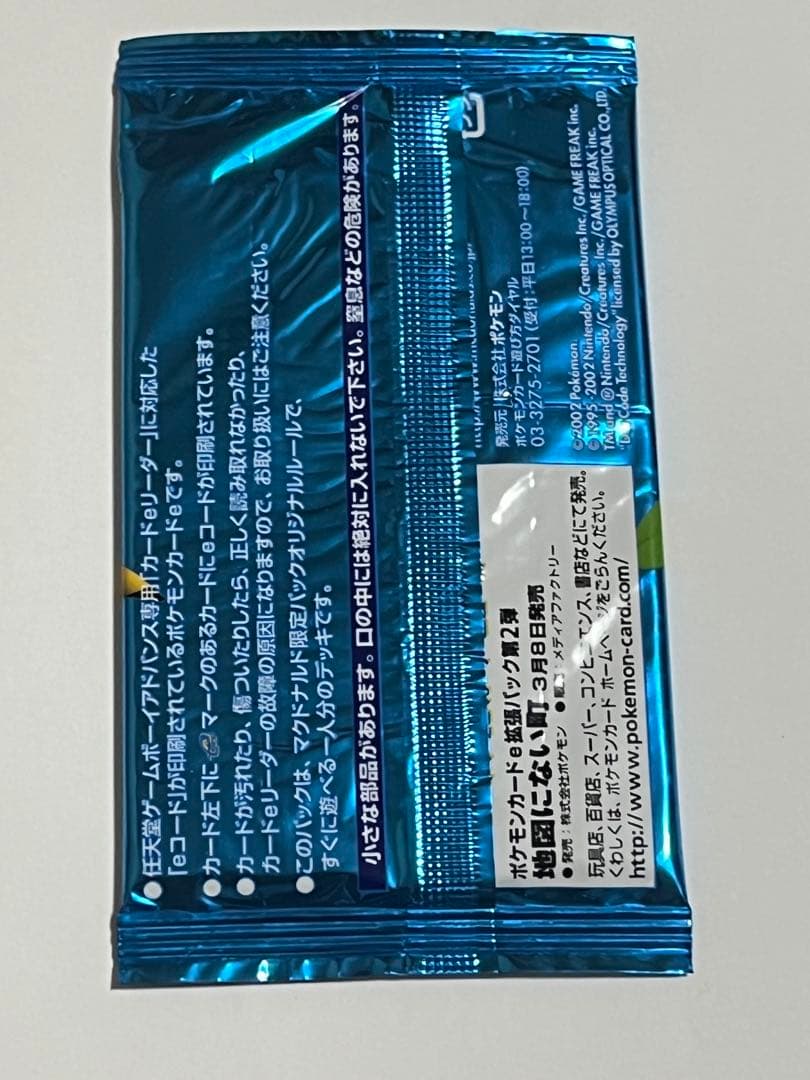 ●任天堂ゲームボーイアドバンス専用「カードeリーダー」に対応した
「eコード」が印刷されているポケモンカードeです。
●カード左下に マークのあるカードにeコードが印刷されています。
●カードが汚れたり、傷ついたりしたら、正しく読み取れなかったり、
カードeリーダーの故障の原因になりますので、お取り扱いにはご注意ください。
●このパックは、マクドナルド限定パックオリジナルルールで、
すぐに遊べる一人分のデッキです。
小さな部品があります。口の中には絶対に入れないで下さい。窒息などの危険があります。
発売元 株式会社ポケモン
ポケモンカード遊び方ダイヤル
03-3275-2701 (受付:平日13:00〜18:00)
©2002 Pokémon
©1995-2002 Nintendo/Creatures Inc./GAME FREAK inc.
TM and ® Nintendo/Creatures Inc./GAME FREAK inc.
Code Technology" licensed by OLYMPUS OPTICAL CO., LTD.
ポケモンカードe拡張パック第2弾
地図にない町 3月8日発売
●発売:株式会社ポケモン ● メディアファクトリー
玩具店、百貨店、スーパー、コンビニエンス、書店などにて発売。
くわしくは、ポケモンカード ホームページをごらんください。
http://www.pokemon-card.com/